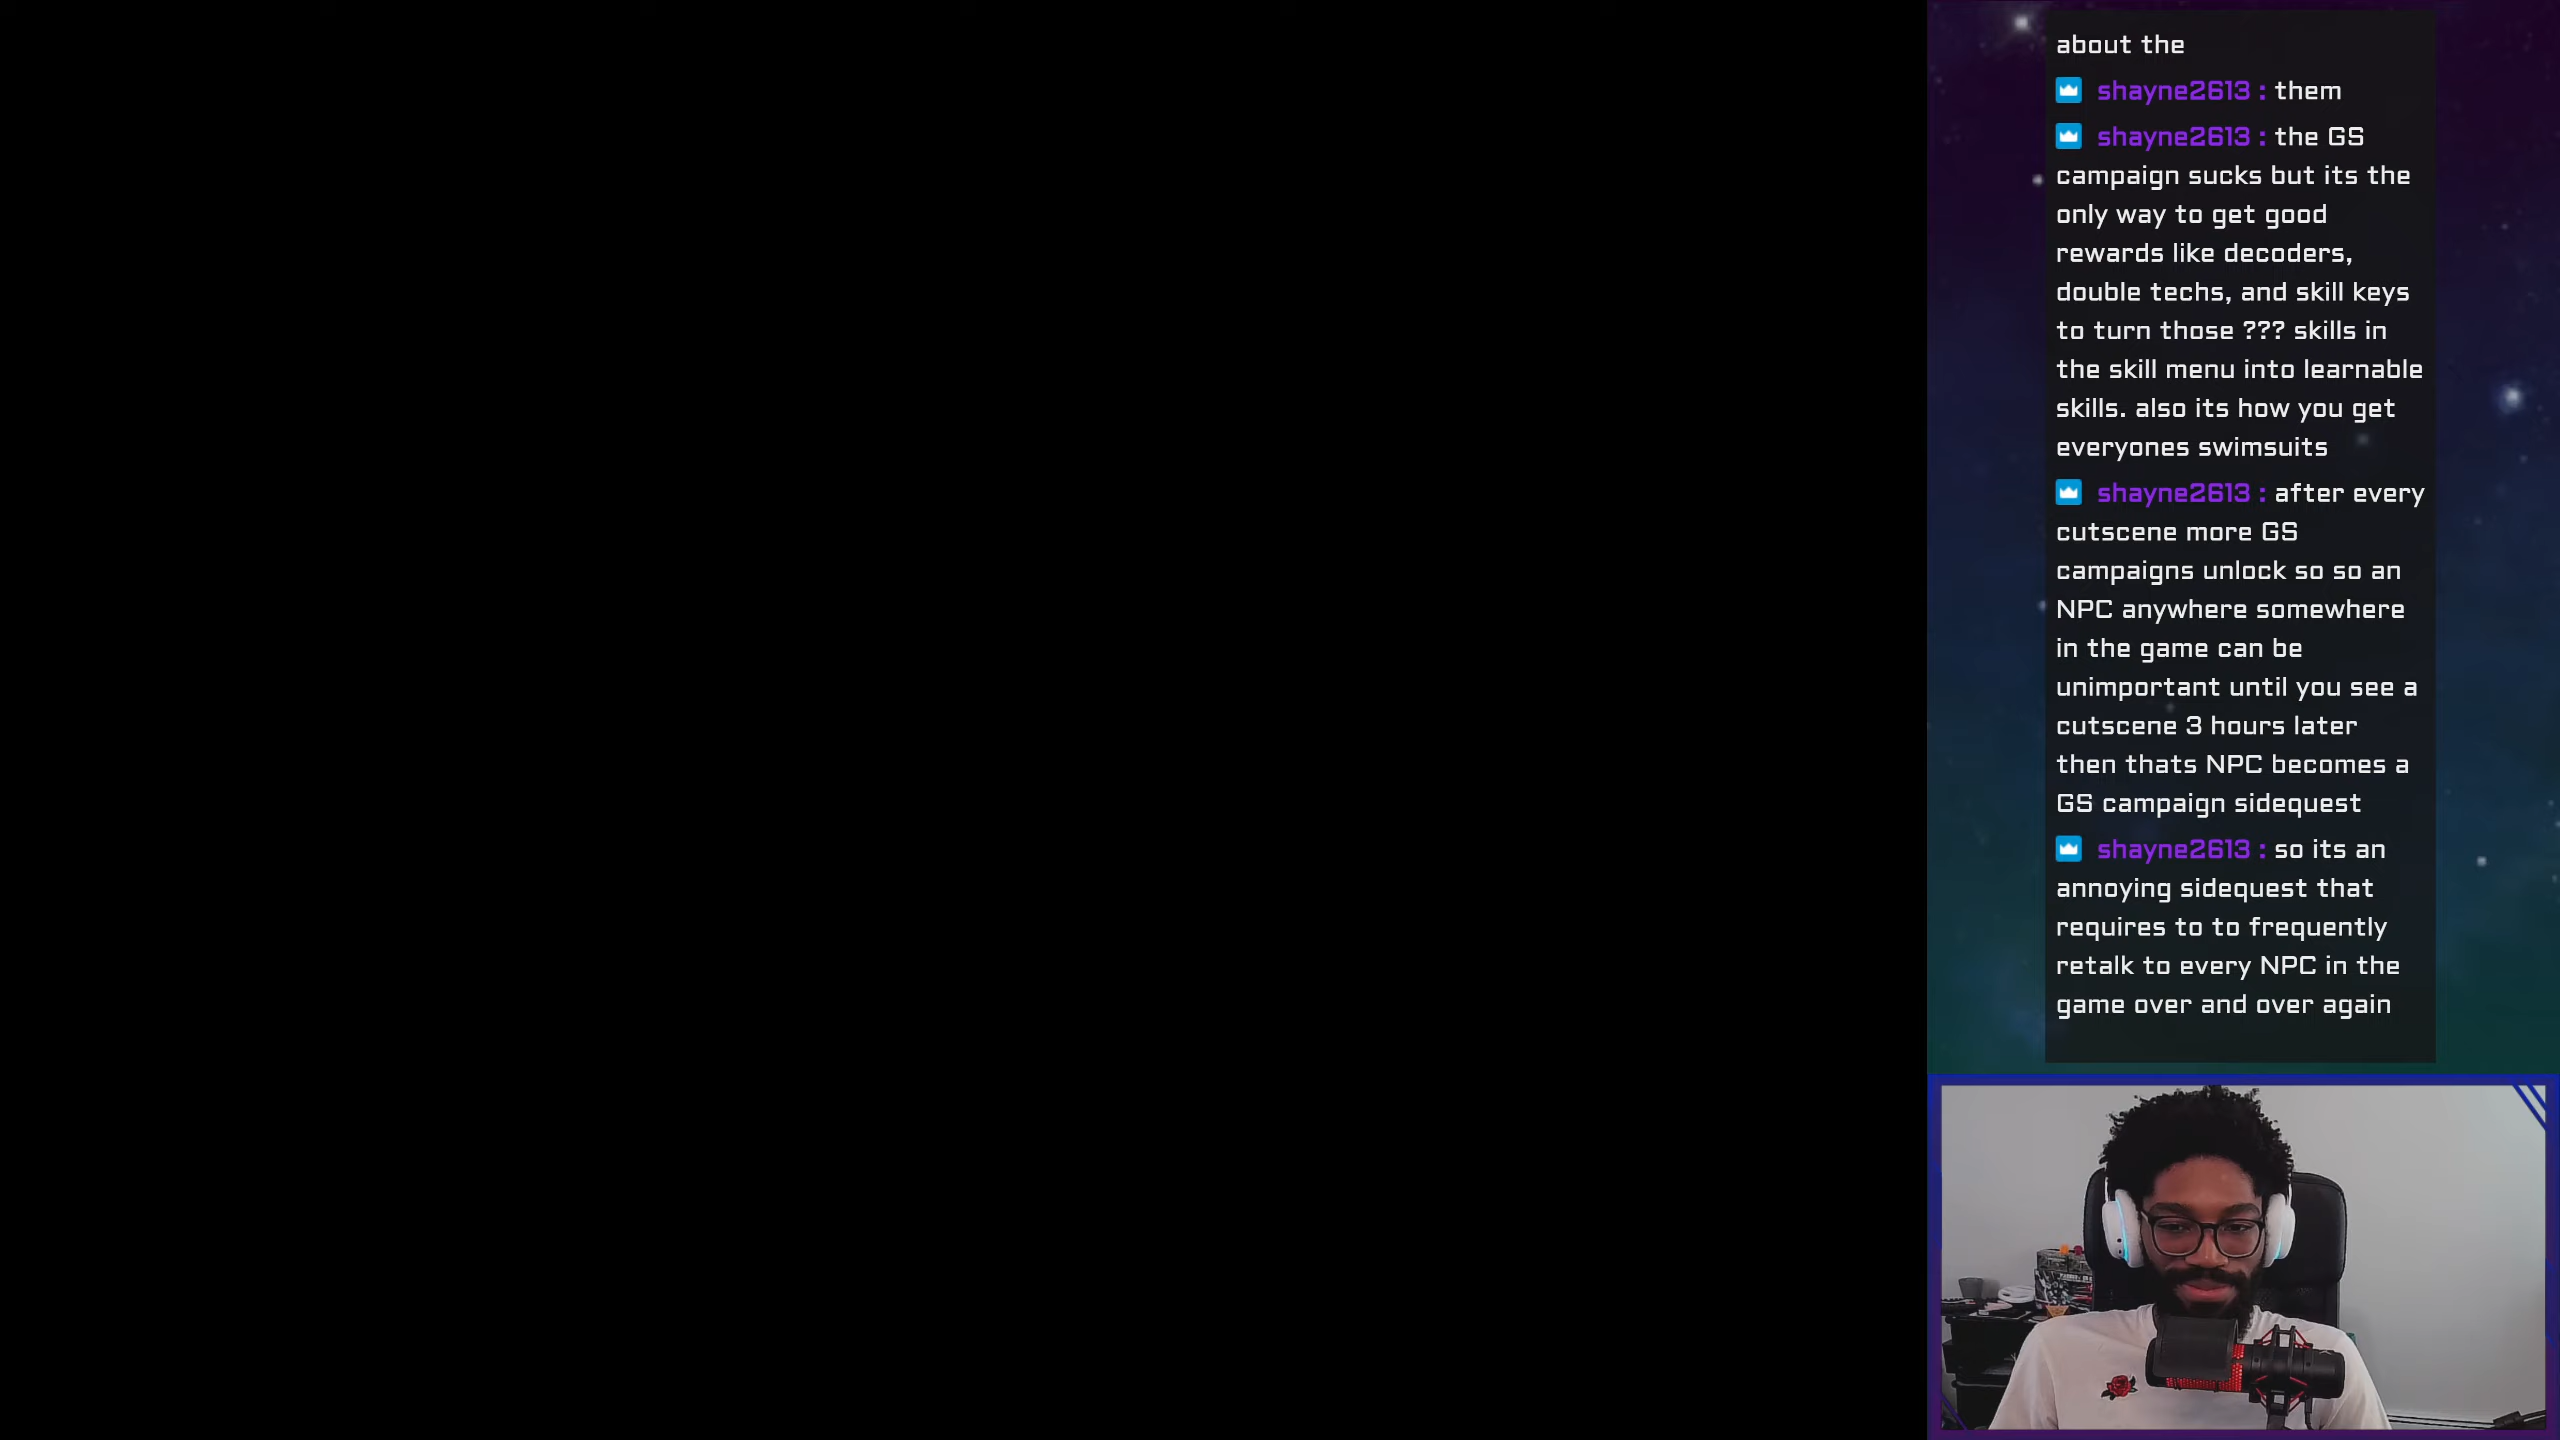 about the
shayne2613 : them
shayne2613 : the GS
campaign sucks but its the
only way to get good
rewards like decoders,
double techs, and skill keys
to turn those ??? skills in
the skill menu into learnable
skills. also its how you get
everyones swimsuits
shayne2613 : after every
cutscene more GS
campaigns unlock so so an
NPC anywhere somewhere
in the game can be
unimportant until you see a
cutscene 3 hours later
then thats NPC becomes a
GS campaign sidequest
shayne2613 : so its an
annoying sidequest that
requires to to frequently
retalk to every NPC in the
game over and over again